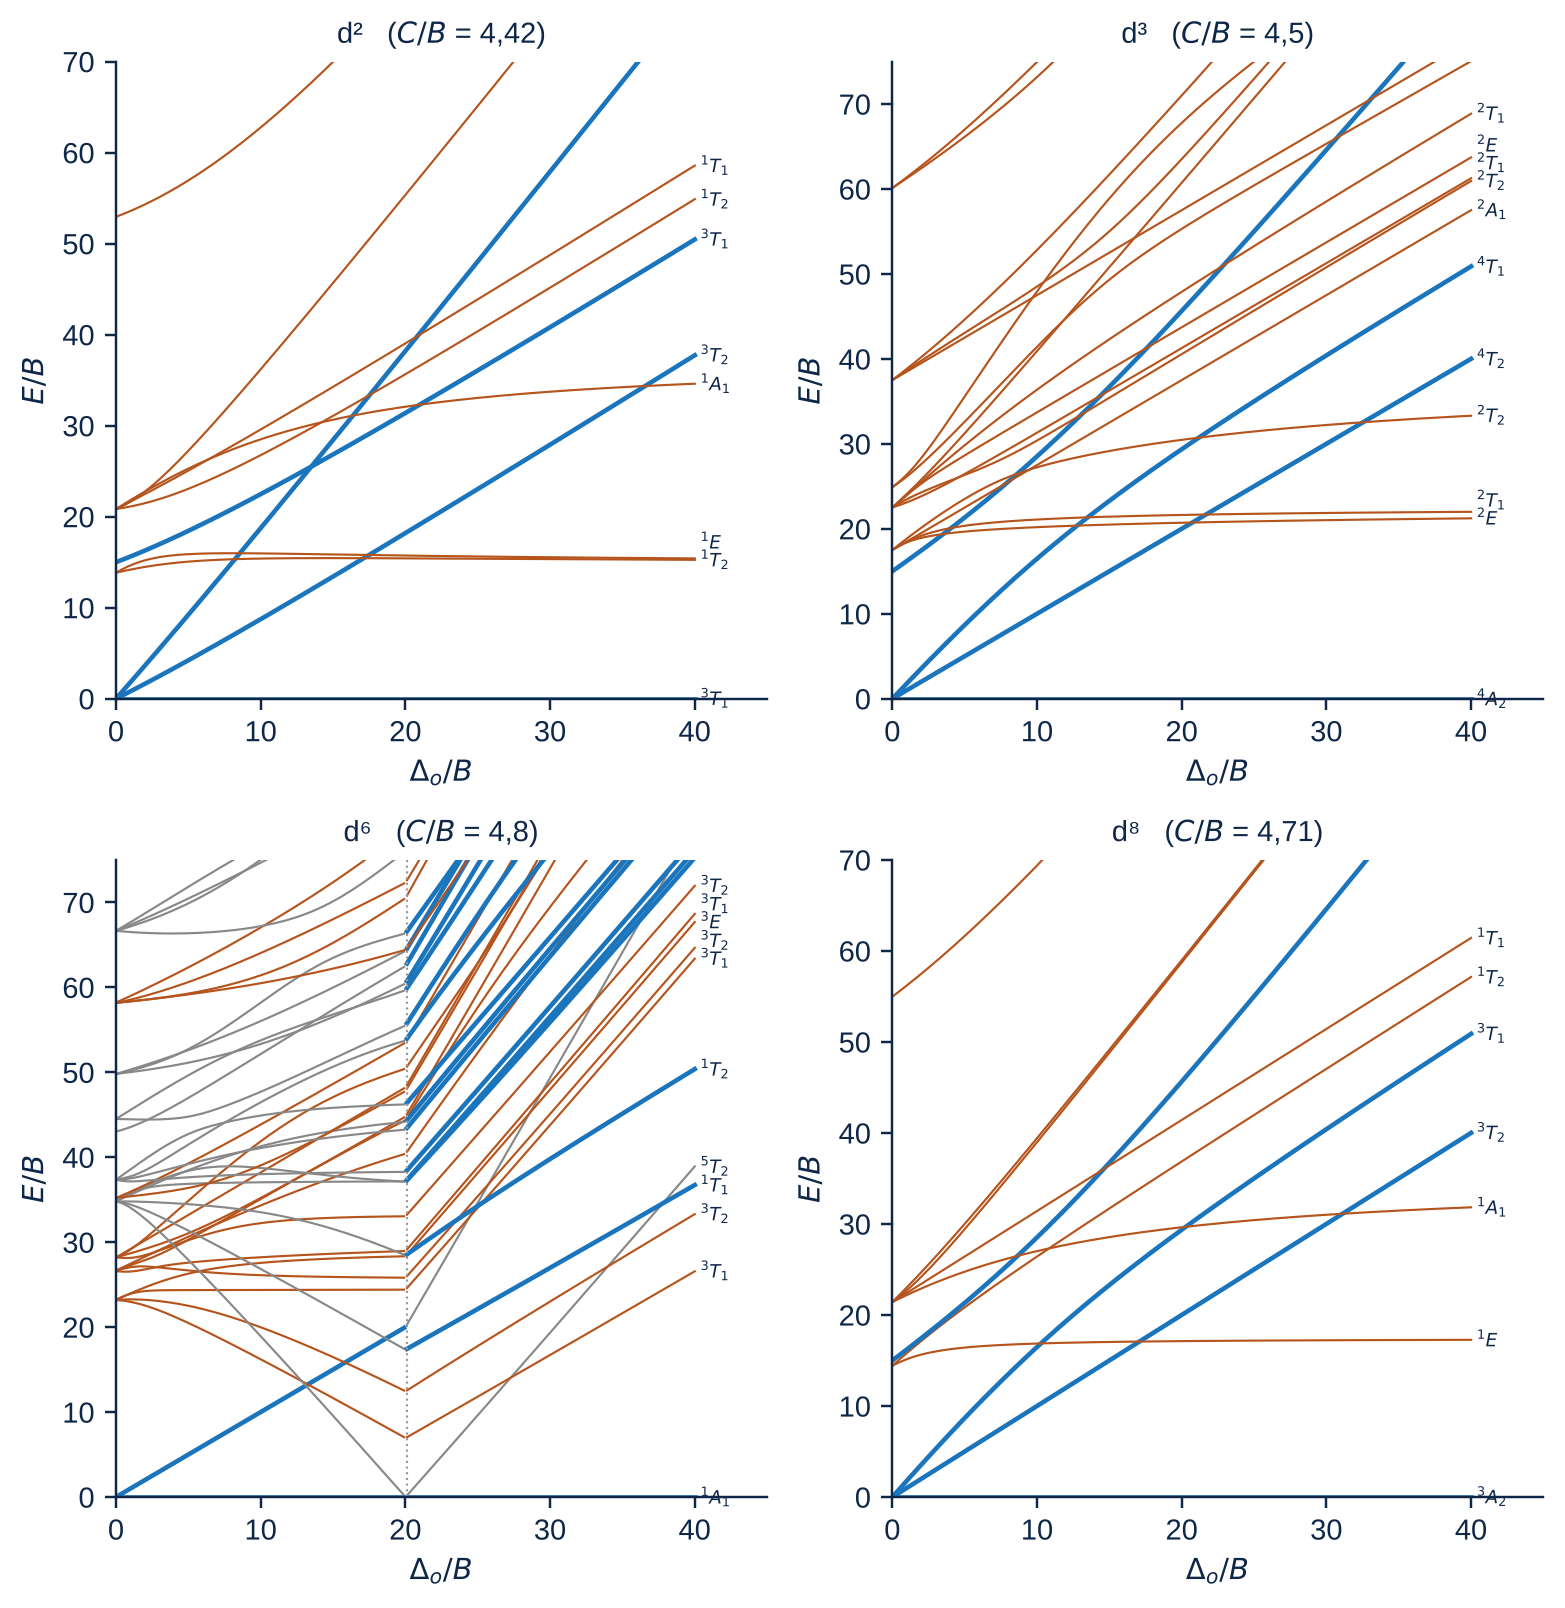 d² (C/B = 4,42)
70
60
50
40
30
20
10
0
E/B
¹T₁
¹T₂
³T₁
³T₂
¹A₁
¹E
¹T₂
³T₁
0 10 20 30 40
Δₒ/B
d³ (C/B = 4,5)
70
60
50
40
30
20
10
0
E/B
²T₁
²E
²T₁
²T₂
²A₁
⁴T₁
⁴T₂
²T₂
²T₁
²E
⁴A₂
0 10 20 30 40
Δₒ/B
d⁶ (C/B = 4,8)
70
60
50
40
30
20
10
0
E/B
³T₂
³T₁
³E
³T₂
³T₁
¹T₂
⁵T₂
¹T₁
³T₂
³T₁
¹A₁
0 10 20 30 40
Δₒ/B
d⁸ (C/B = 4,71)
70
60
50
40
30
20
10
0
E/B
¹T₁
¹T₂
³T₁
³T₂
¹A₁
¹E
³A₂
0 10 20 30 40
Δₒ/B